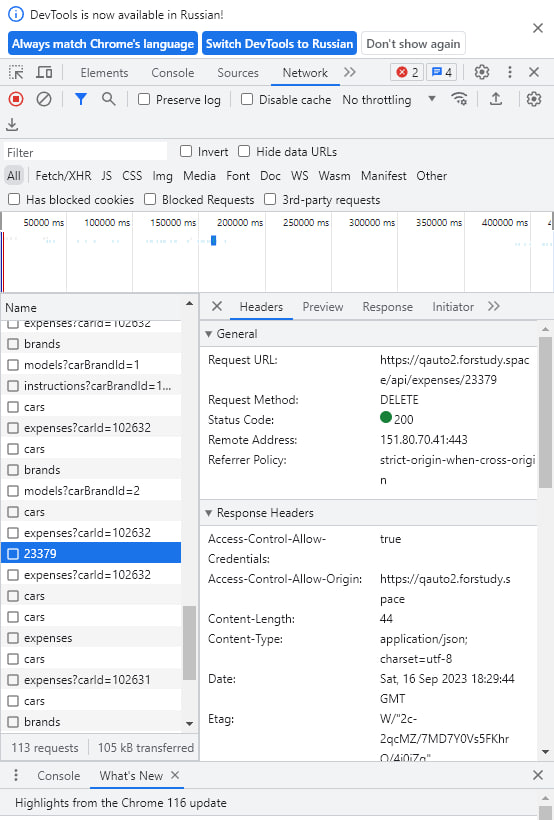 DevTools is now available in Russian!
Always match Chrome's language Switch DevTools to Russian Don't show again
Elements Console Sources Network 2 4
Preserve log Disable cache No throttling
Filter Invert Hide data URLs
All Fetch/XHR JS CSS Img Media Font Doc WS Wasm Manifest Other
Has blocked cookies Blocked Requests 3rd-party requests
50000 ms 100000 ms 150000 ms 200000 ms 250000 ms 300000 ms 350000 ms 400000 ms
Name
expenses?carId=102632
brands
models?carBrandId=1
instructions?carBrandId=1...
cars
expenses?carId=102632
cars
brands
models?carBrandId=2
cars
expenses?carId=102632
23379
expenses?carId=102632
cars
cars
expenses
cars
expenses?carId=102631
cars
brands
113 requests 105 kB transferred
Headers Preview Response Initiator
General
Request URL: https://qauto2.forstudy.spac
e/api/expenses/23379
Request Method: DELETE
Status Code: 200
Remote Address: 151.80.70.41:443
Referrer Policy: strict-origin-when-cross-origi
n
Response Headers
Access-Control-Allow- true
Credentials:
Access-Control-Allow-Origin: https://qauto2.forstudy.s
pace
Content-Length: 44
Content-Type: application/json;
charset=utf-8
Date: Sat, 16 Sep 2023 18:29:44
GMT
Etag: W/"2c-
2qcMZ/7MD7Y0Vs5FKhr
Console What's New
Highlights from the Chrome 116 update